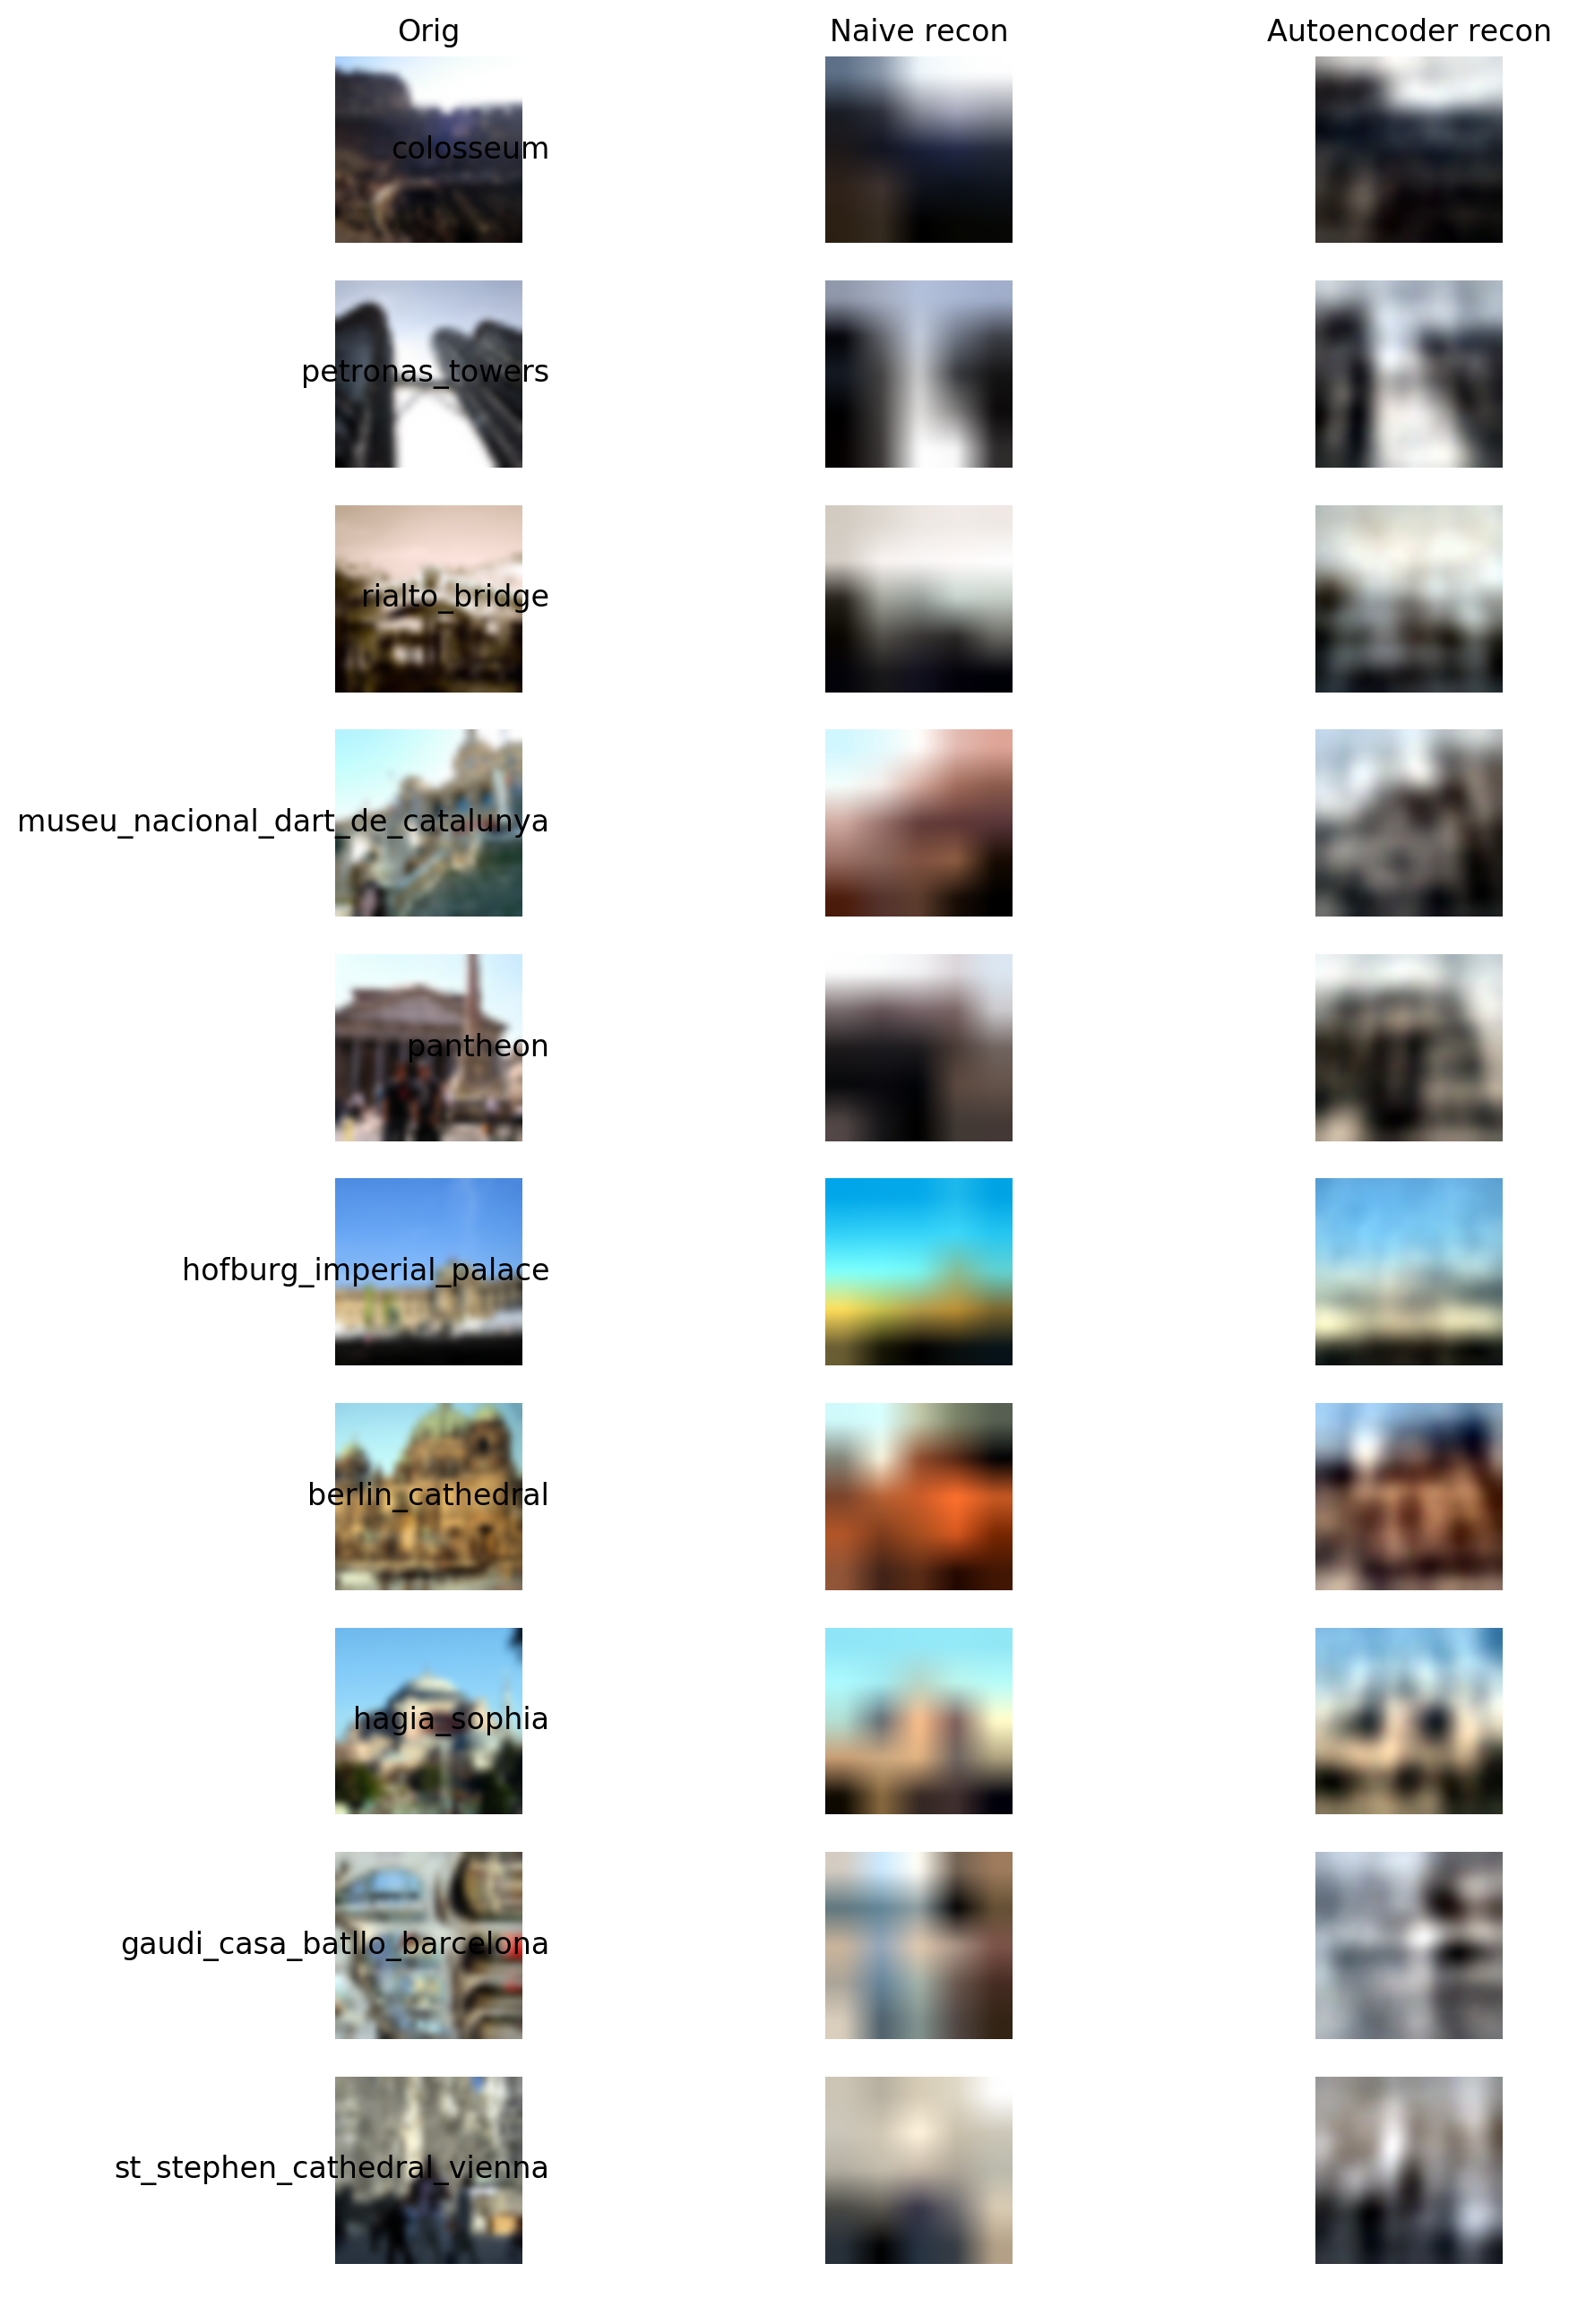 Orig Naive recon Autoencoder recon
colosseum
petronas_towers
rialto_bridge
museu_nacional_dart_de_catalunya
pantheon
hofburg_imperial_palace
berlin_cathedral
hagia_sophia
gaudi_casa_batllo_barcelona
st_stephen_cathedral_vienna